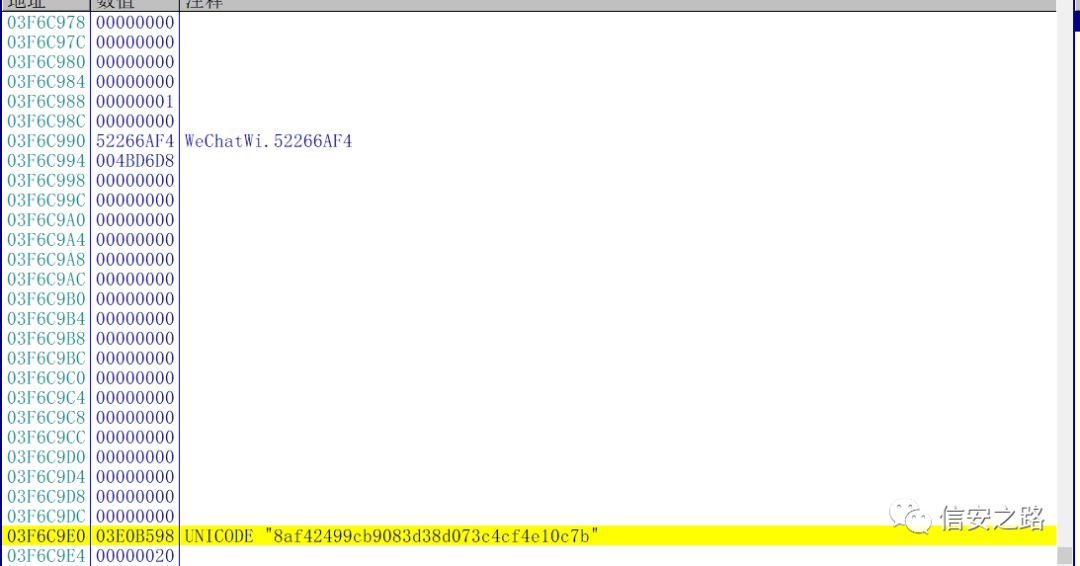 地址 数值 注释
03F6C978 00000000
03F6C97C 00000000
03F6C980 00000000
03F6C984 00000000
03F6C988 00000001
03F6C98C 00000000
03F6C990 52266AF4 WeChatWi.52266AF4
03F6C994 004BD6D8
03F6C998 00000000
03F6C99C 00000000
03F6C9A0 00000000
03F6C9A4 00000000
03F6C9A8 00000000
03F6C9AC 00000000
03F6C9B0 00000000
03F6C9B4 00000000
03F6C9B8 00000000
03F6C9BC 00000000
03F6C9C0 00000000
03F6C9C4 00000000
03F6C9C8 00000000
03F6C9CC 00000000
03F6C9D0 00000000
03F6C9D4 00000000
03F6C9D8 00000000
03F6C9DC 00000000
信安之路
03F6C9E0 03E0B598 UNICODE "8af42499cb9083d38d073c4cf4e10c7b"
03F6C9E4 00000020